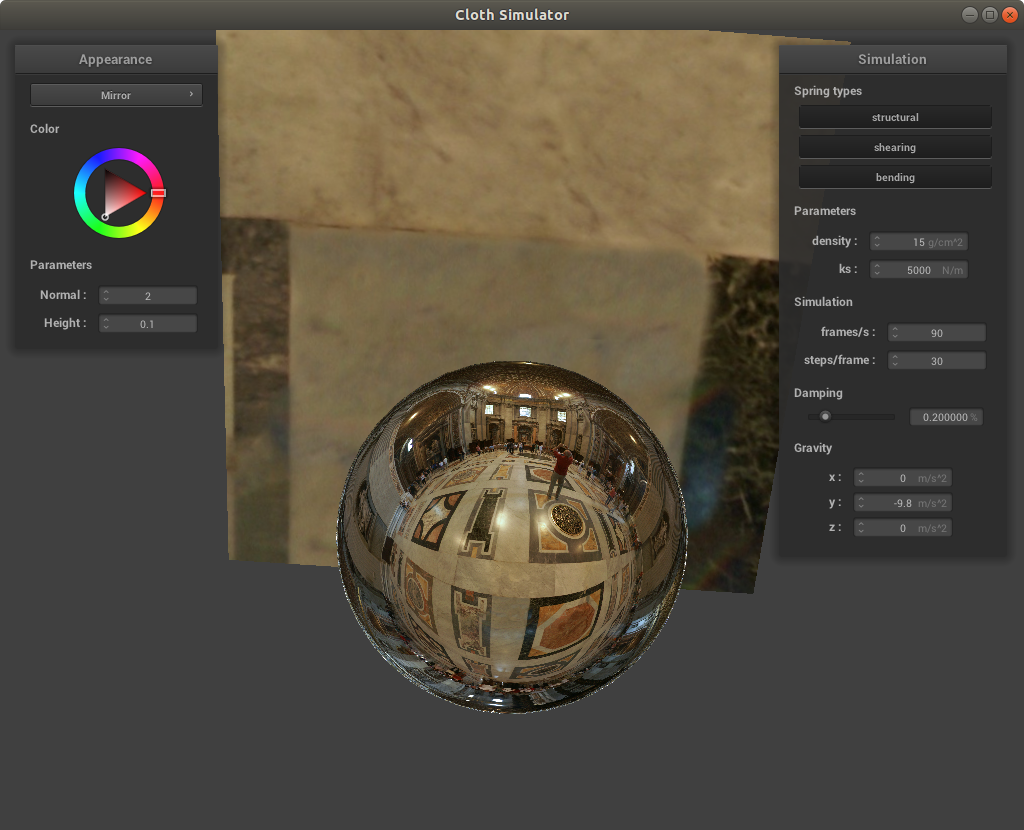 Cloth Simulator
Appearance
Mirror
Color
Parameters
Normal : 2
Height : 0.1
Simulation
Spring types
structural
shearing
bending
Parameters
density : 15 g/cm^2
ks : 5000 N/m
Simulation
frames/s : 90
steps/frame : 30
Damping
0.200000 %
Gravity
x : 0 m/s^2
y : -9.8 m/s^2
z : 0 m/s^2